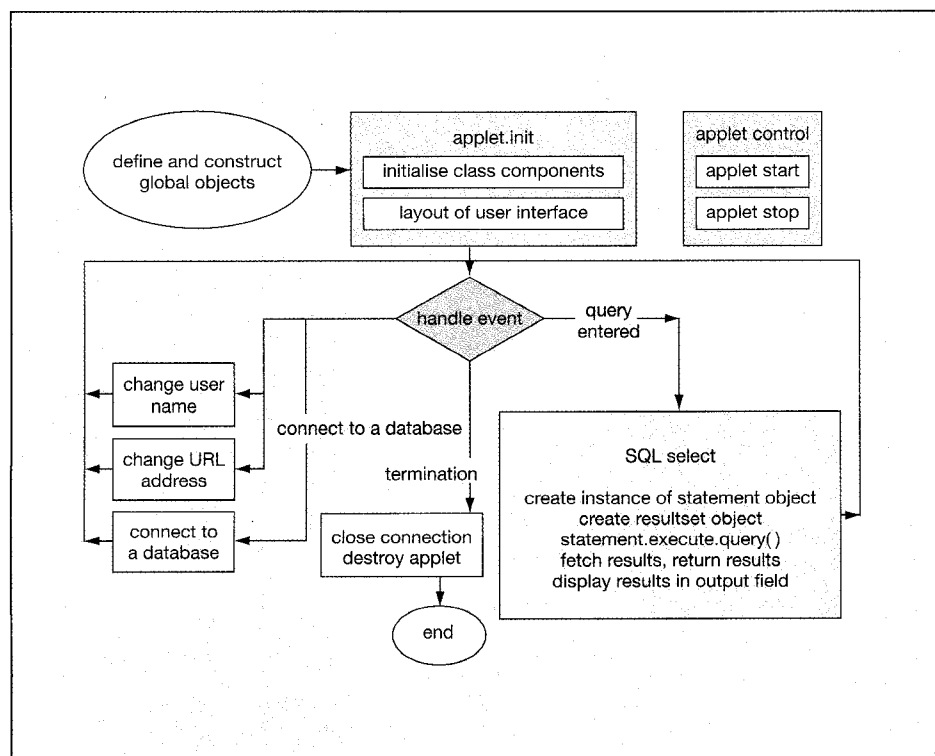 define and construct
global objects
applet.init
initialise class components
layout of user interface
applet control
applet start
applet stop
handle event
query
entered
change user
name
change URL
address
connect to
a database
connect to a database
termination
close connection
destroy applet
end
SQL select
create instance of statement object
create resultset object
statement.execute.query()
fetch results, return results
display results in output field